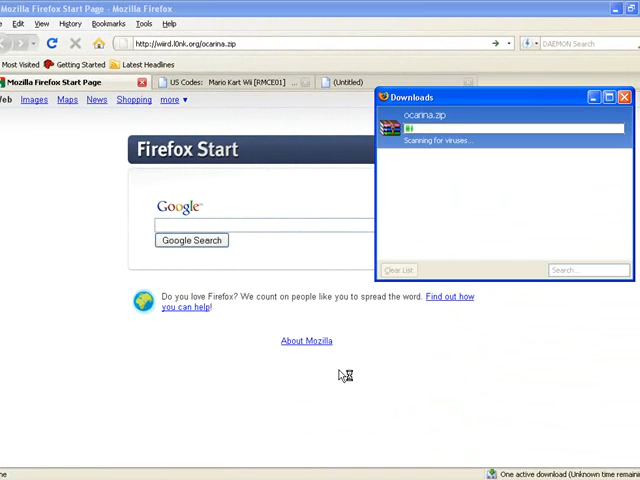 Mozilla Firefox Start Page - Mozilla Firefox
Edit View History Bookmarks Tools Help
http://wiird.l0nk.org/ocarina.zip
DAEMON Search
Most Visited Getting Started Latest Headlines
Mozilla Firefox Start Page
US Codes: Mario Kart Wii [RMCE01] ...
(Untitled)
Images Maps News Shopping more ▼
Downloads
ocarina.zip
Scanning for viruses...
Clear List
Search...
Firefox Start
Google™
Google Search
Do you love Firefox? We count on people like you to spread the word. Find out how
you can help!
About Mozilla
One active download (Unknown time remaini